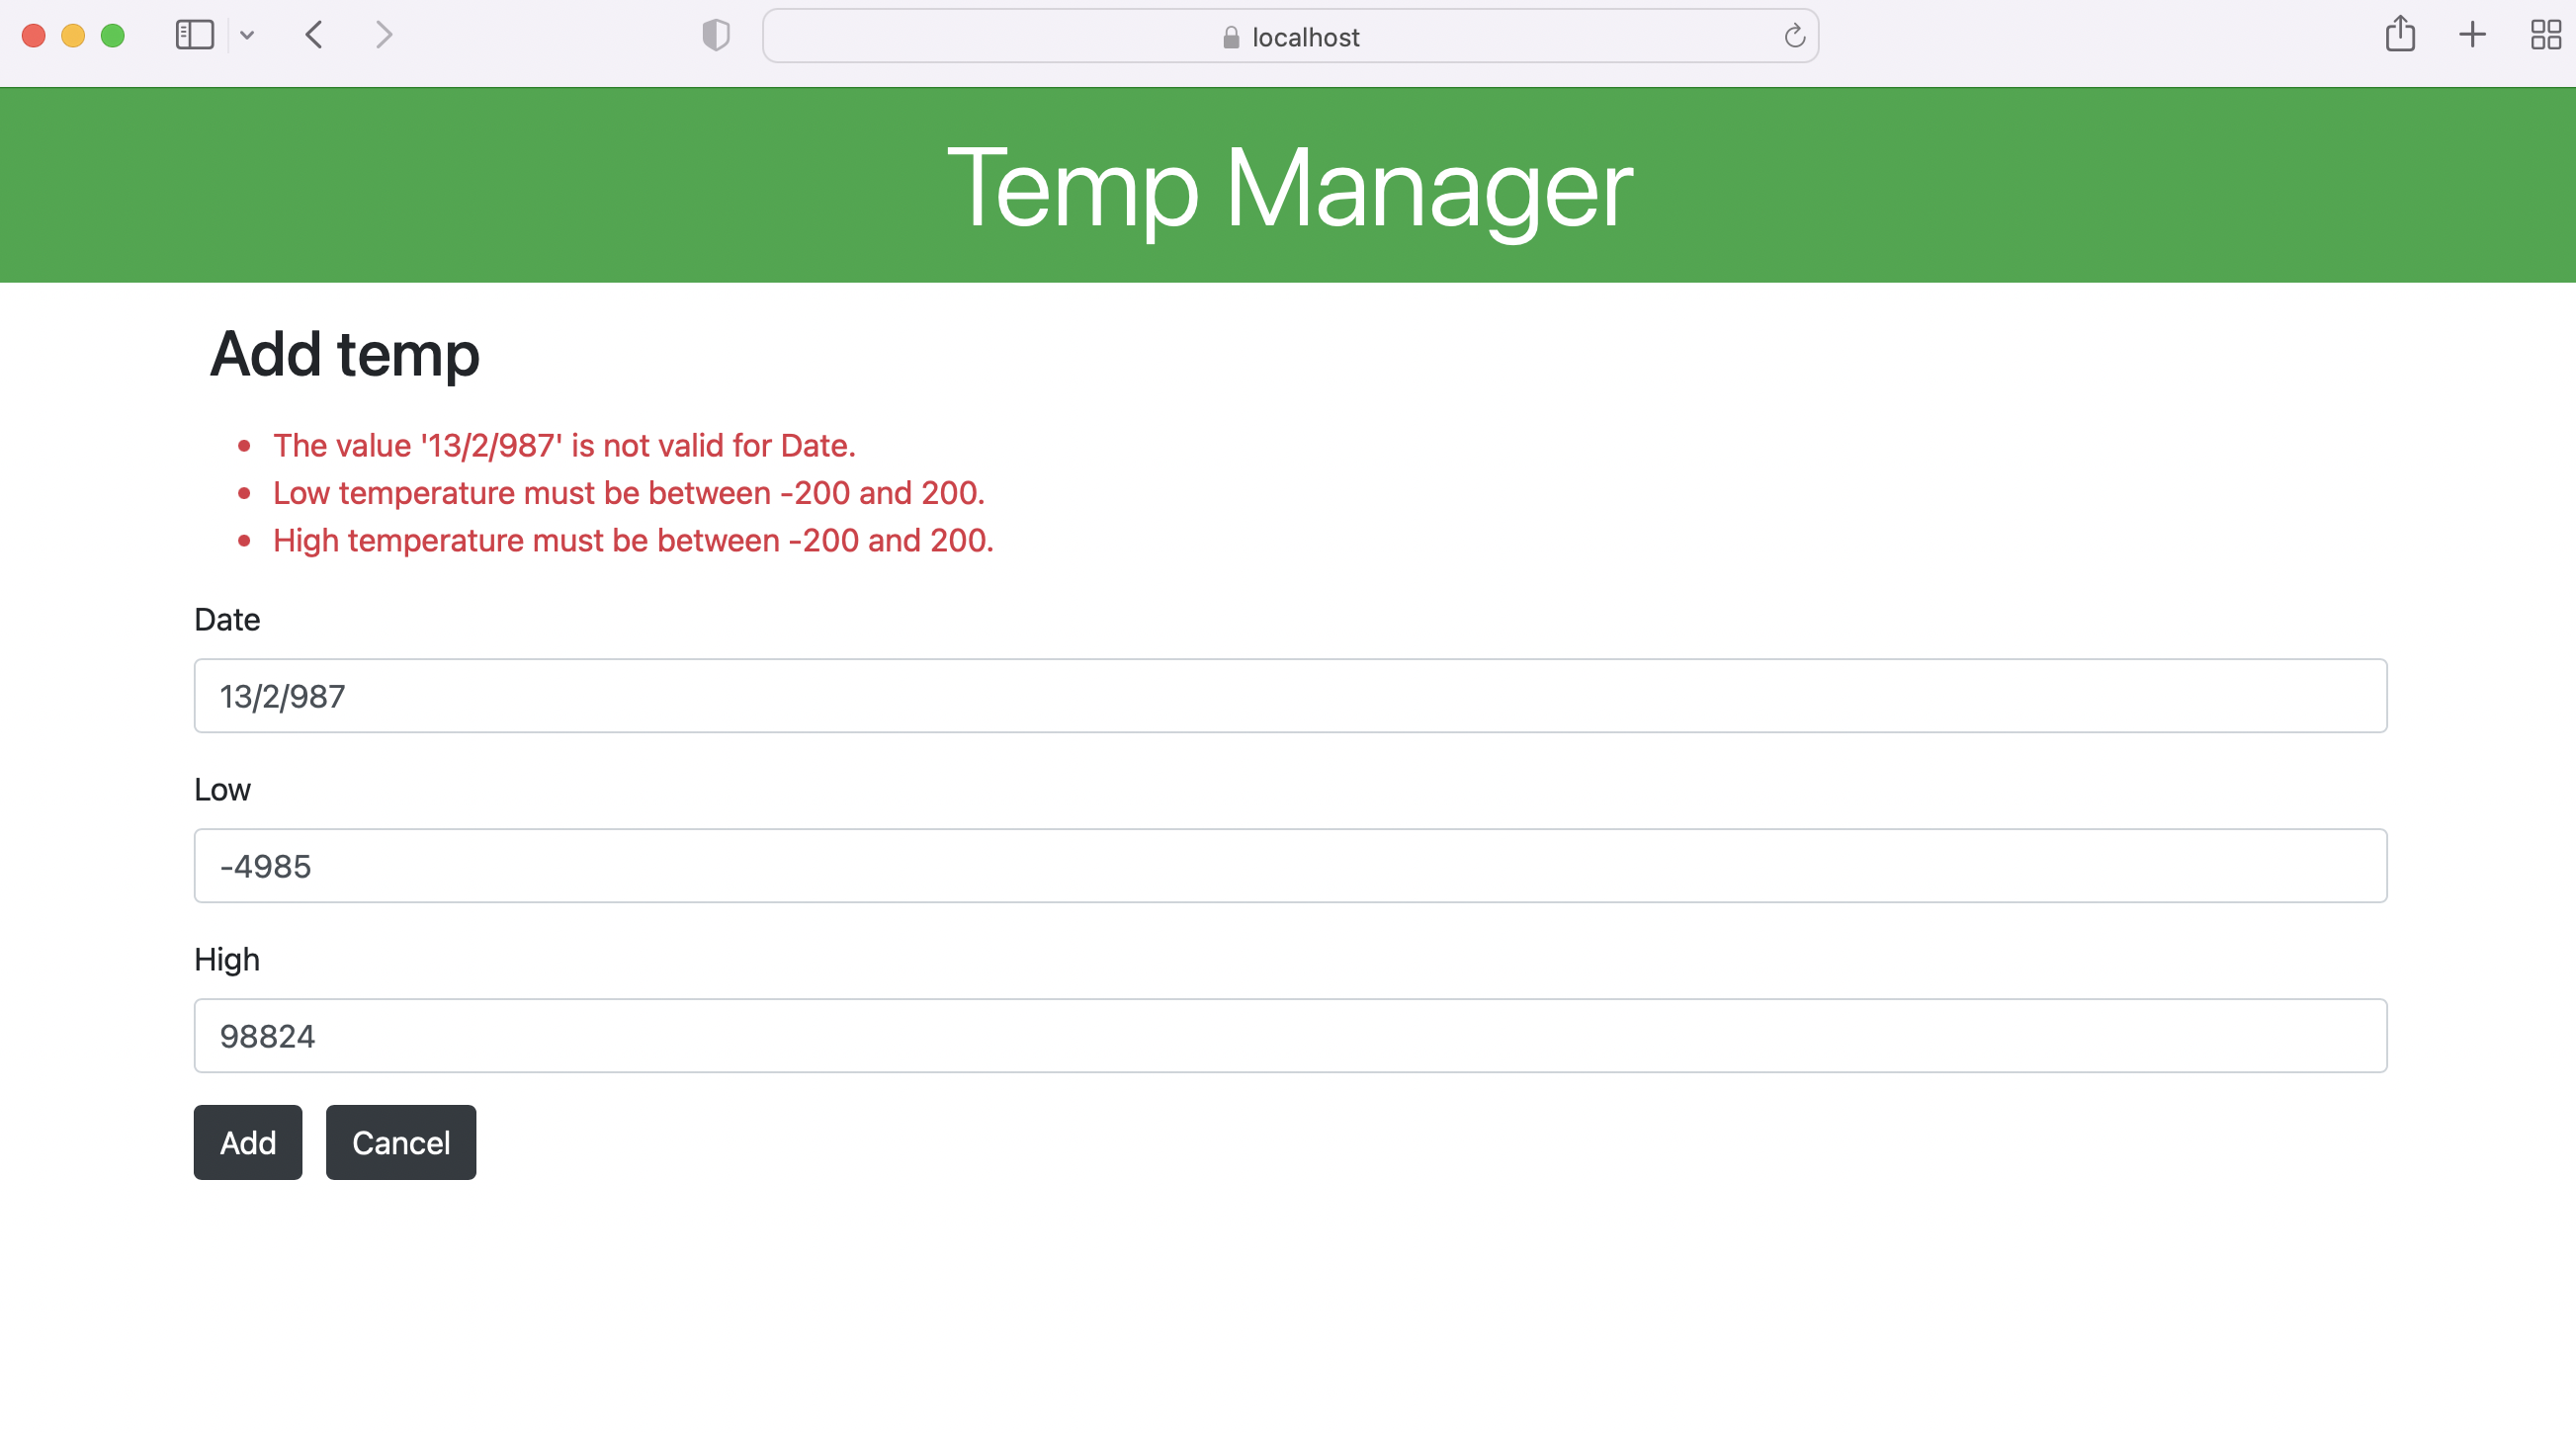 localhost
Temp Manager
Add temp
• The value '13/2/987' is not valid for Date.
• Low temperature must be between -200 and 200.
• High temperature must be between -200 and 200.
Date
13/2/987
Low
-4985
High
98824
Add Cancel